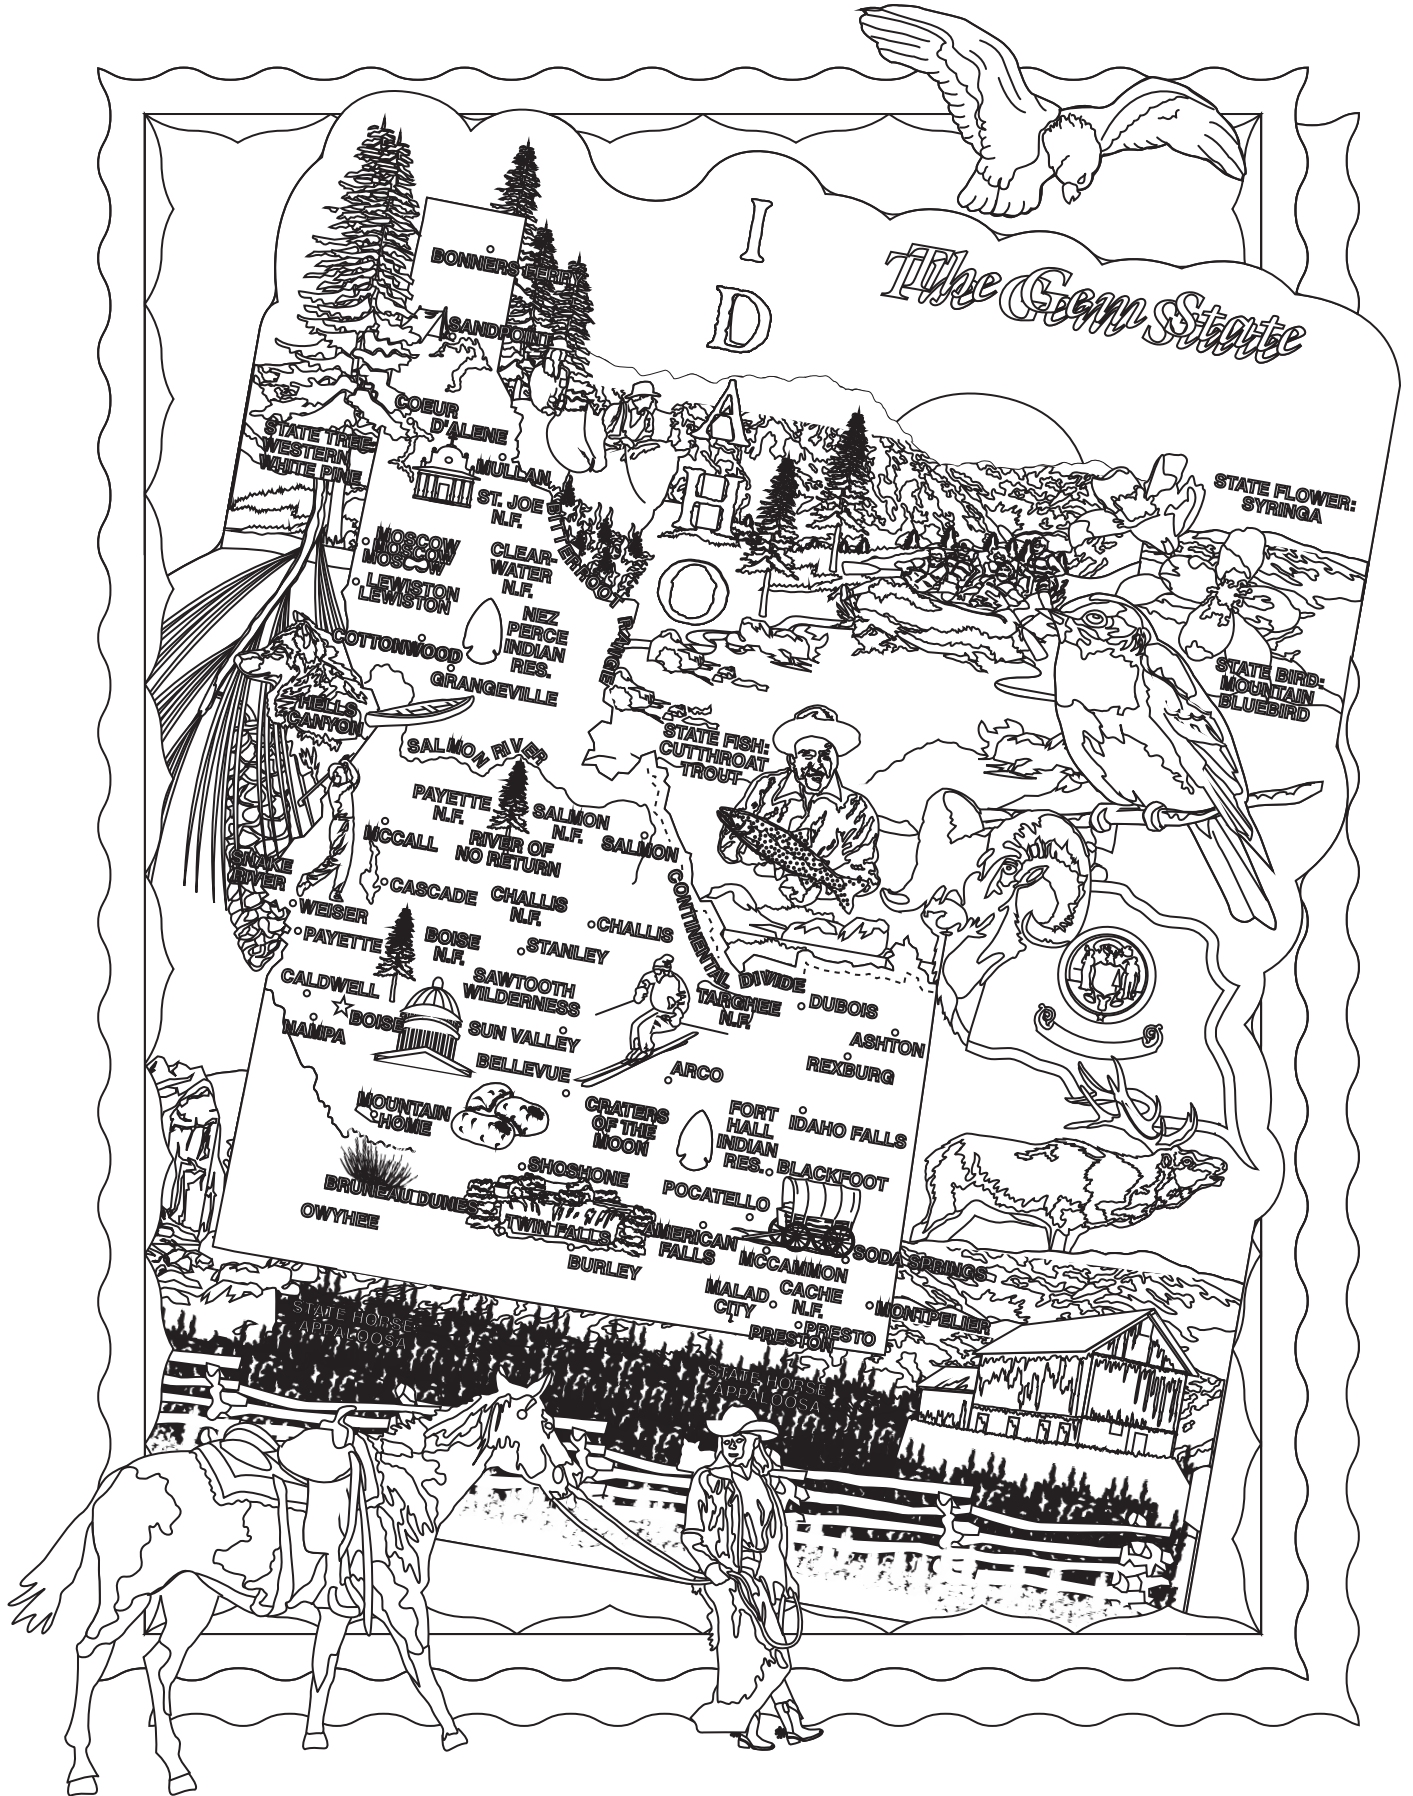 I
D
A
H
O
The Gem State
BONNERS FERRY
SANDPOINT
COEUR
D'ALENE
STATE TREE
WESTERN
WHITE PINE
MULLAN
ST. JOE
N.F.
BITTERROOT
RANGE
STATE FLOWER:
SYRINGA
MOSCOW
MOSCOW
MOSCOW
CLEAR-
WATER
N.F.
LEWISTON
LEWISTON
NEZ
PERCE
INDIAN
RES.
COTTONWOOD
GRANGEVILLE
STATE BIRD:
MOUNTAIN
BLUEBIRD
HELLS
CANYON
SALMON RIVER
STATE FISH:
CUTTHROAT
TROUT
PAYETTE
N.F.
SALMON
N.F.
SALMON
MCCALL
RIVER OF
NO RETURN
SNAKE
RIVER
CASCADE
CHALLIS
N.F.
CONTINENTAL DIVIDE
WEISER
CHALLIS
PAYETTE
BOISE
N.F.
STANLEY
CALDWELL
SAWTOOTH
WILDERNESS
TARGHEE
N.F.
DUBOIS
BOISE
NAMPA
SUN VALLEY
ASHTON
BELLEVUE
ARCO
REXBURG
MOUNTAIN
HOME
CRATERS
OF THE
MOON
FORT
HALL
INDIAN
RES.
IDAHO FALLS
SHOSHONE
BLACKFOOT
BRUNEAU DUNES
POCATELLO
OWYHEE
TWIN FALLS
AMERICAN
FALLS
MCCAMMON
SODA SPRINGS
BURLEY
MALAD
CITY
CACHE
N.F.
MONTPELIER
PRESTO
PRESTON
STATE HORSE
APPALOOSA
STATE HORSE
APPALOOSA